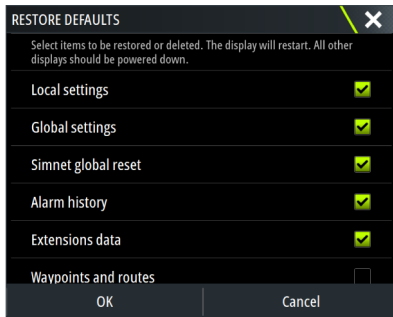 RESTORE DEFAULTS
Select items to be restored or deleted. The display will restart. All other
displays should be powered down.
Local settings
Global settings
Simnet global reset
Alarm history
Extensions data
Waypoints and routes
OK
Cancel